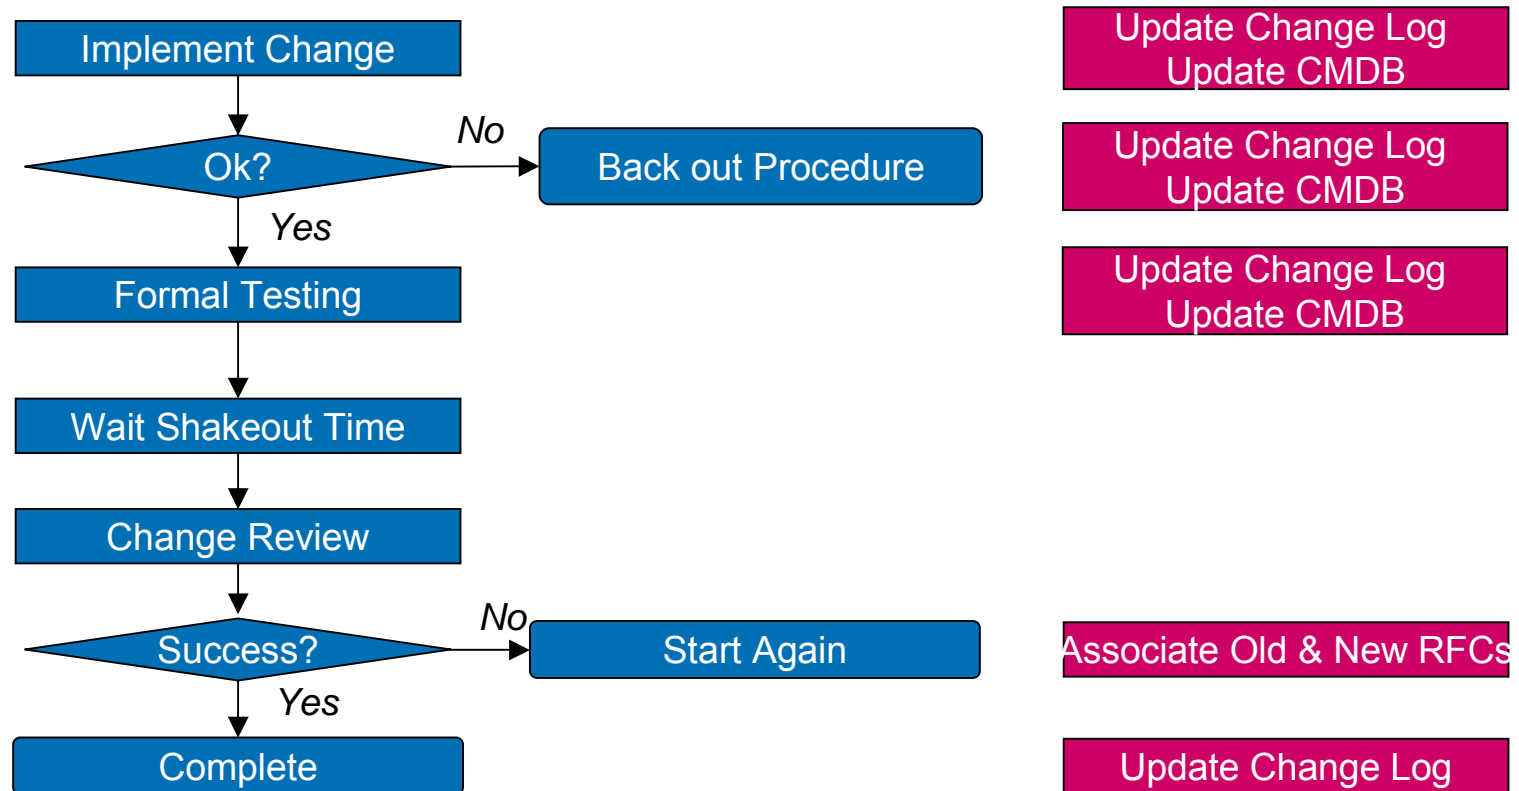 Implement Change
Update Change Log
Update CMDB
No
Ok?
Back out Procedure
Update Change Log
Update CMDB
Yes
Formal Testing
Update Change Log
Update CMDB
Wait Shakeout Time
Change Review
No
Success?
Start Again
Associate Old & New RFCs
Yes
Complete
Update Change Log